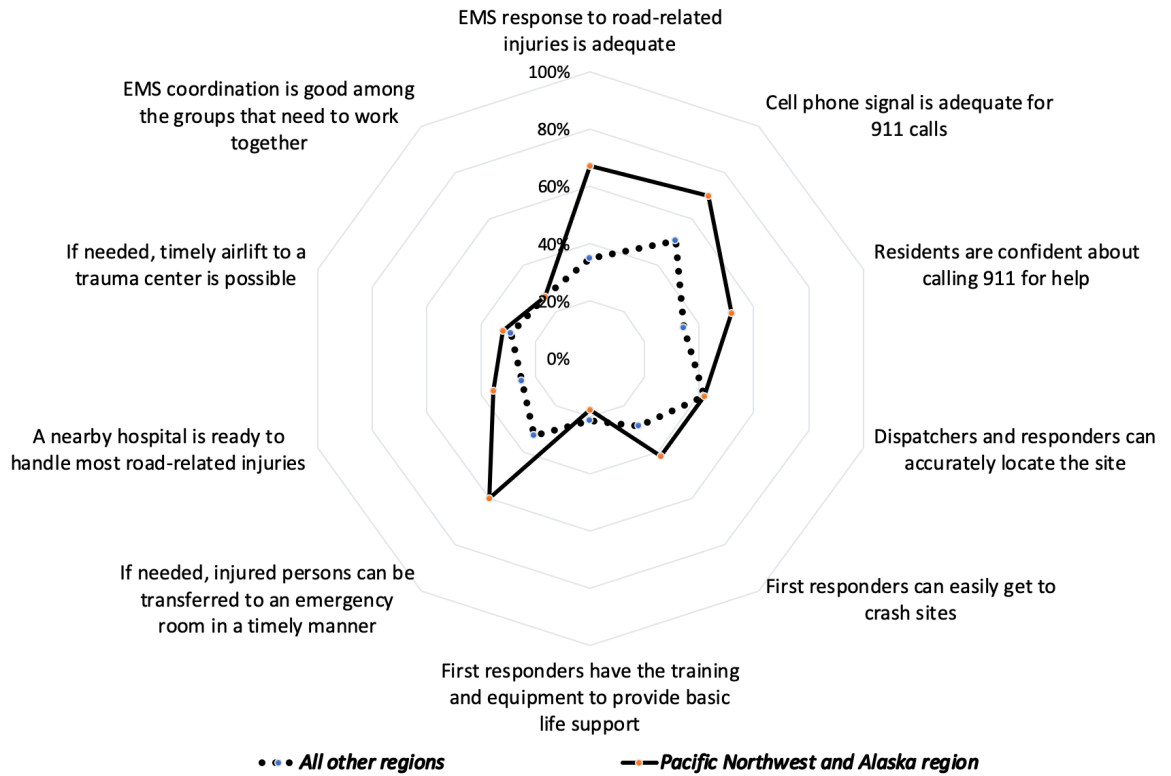 EMS response to road-related
injuries is adequate
100%
80%
60%
40%
20%
0%
Cell phone signal is adequate for
911 calls
Residents are confident about
calling 911 for help
Dispatchers and responders can
accurately locate the site
First responders can easily get to
crash sites
First responders have the training
and equipment to provide basic
life support
If needed, injured persons can be
transferred to an emergency
room in a timely manner
A nearby hospital is ready to
handle most road-related injuries
If needed, timely airlift to a
trauma center is possible
EMS coordination is good among
the groups that need to work
together
All other regions
Pacific Northwest and Alaska region